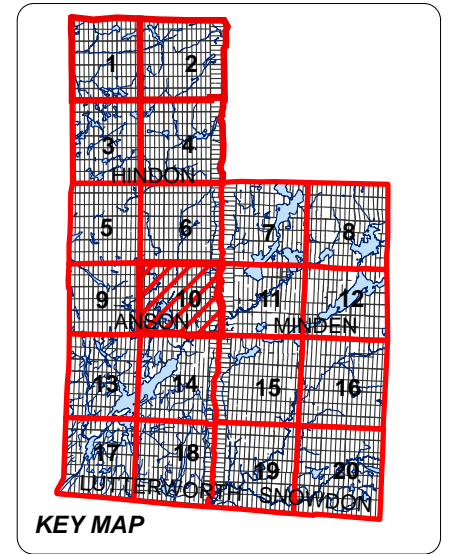 1 2
3 4
HINDON
5 6 7 8
9 10 11 12
ANSON MINDEN
13 14 15 16
17 18 19 20
LUTTERWORTH SNOWDON
KEY MAP